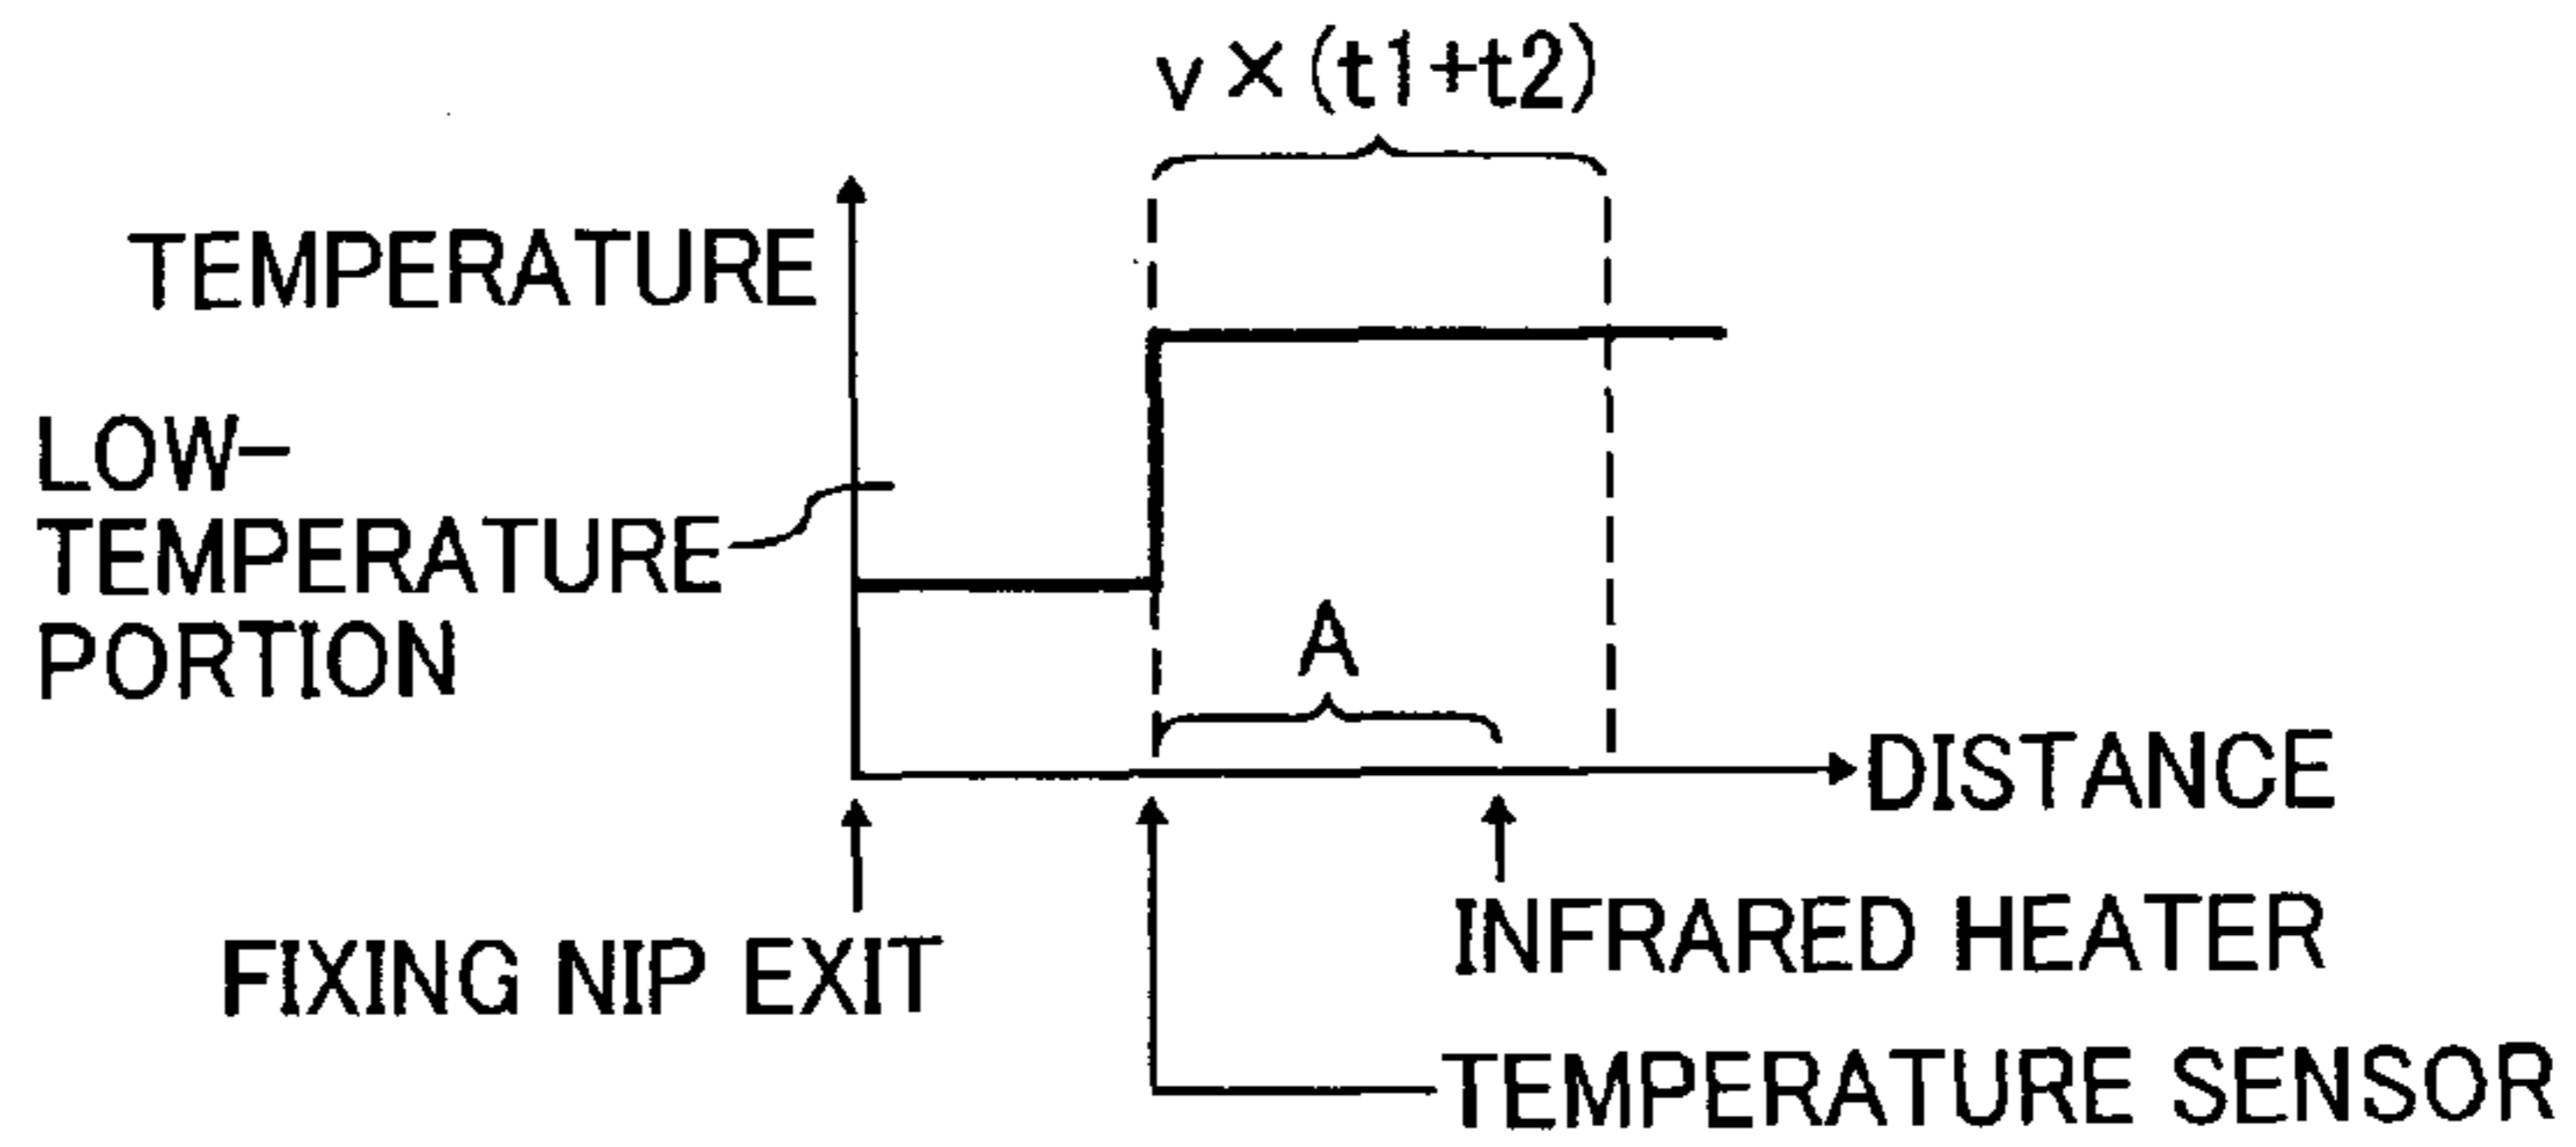 v×(t1+t2)
TEMPERATURE
LOW-
TEMPERATURE
PORTION
A
DISTANCE
FIXING NIP EXIT
INFRARED HEATER
TEMPERATURE SENSOR